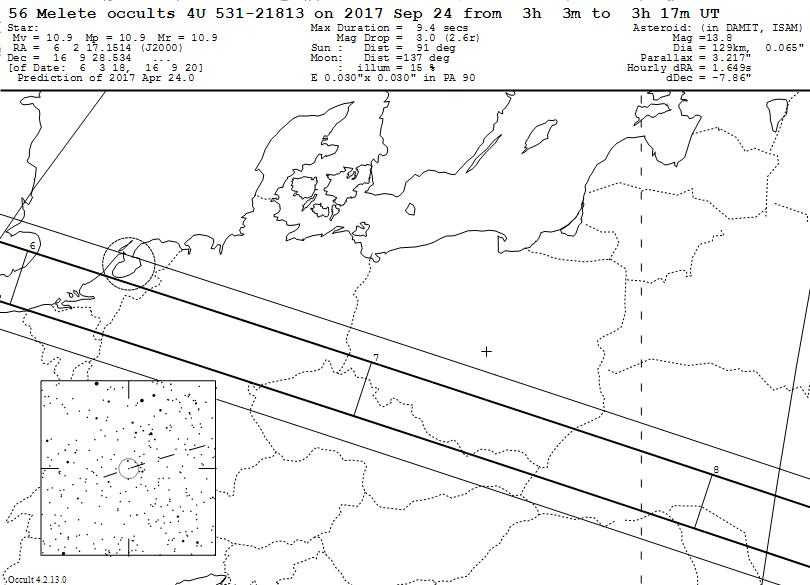 56 Melete occults 4U 531-21813 on 2017 Sep 24 from  3h  3m to  3h 17m UT
Star:
Mv = 10.9  Mp = 10.9  Mr = 10.9
RA =  6  2 17.1514 (J2000)
Dec = 16  9 28.534   ...
[of Date:  6  3 18,  16  9 20]
Prediction of 2017 Apr 24.0
Max Duration =  9.4 secs
Mag Drop =  3.0 (2.6r)
Sun :   Dist =  91 deg
Moon:   Dist =137 deg
:  illum = 15 %
E 0.030"x 0.030" in PA 90
Asteroid: (in DAMIT, ISAM)
Mag =13.8
Dia = 129km,  0.065"
Parallax = 3.217"
Hourly dRA = 1.649s
dDec = -7.86"
6
7
8
Occult 4.2.13.0